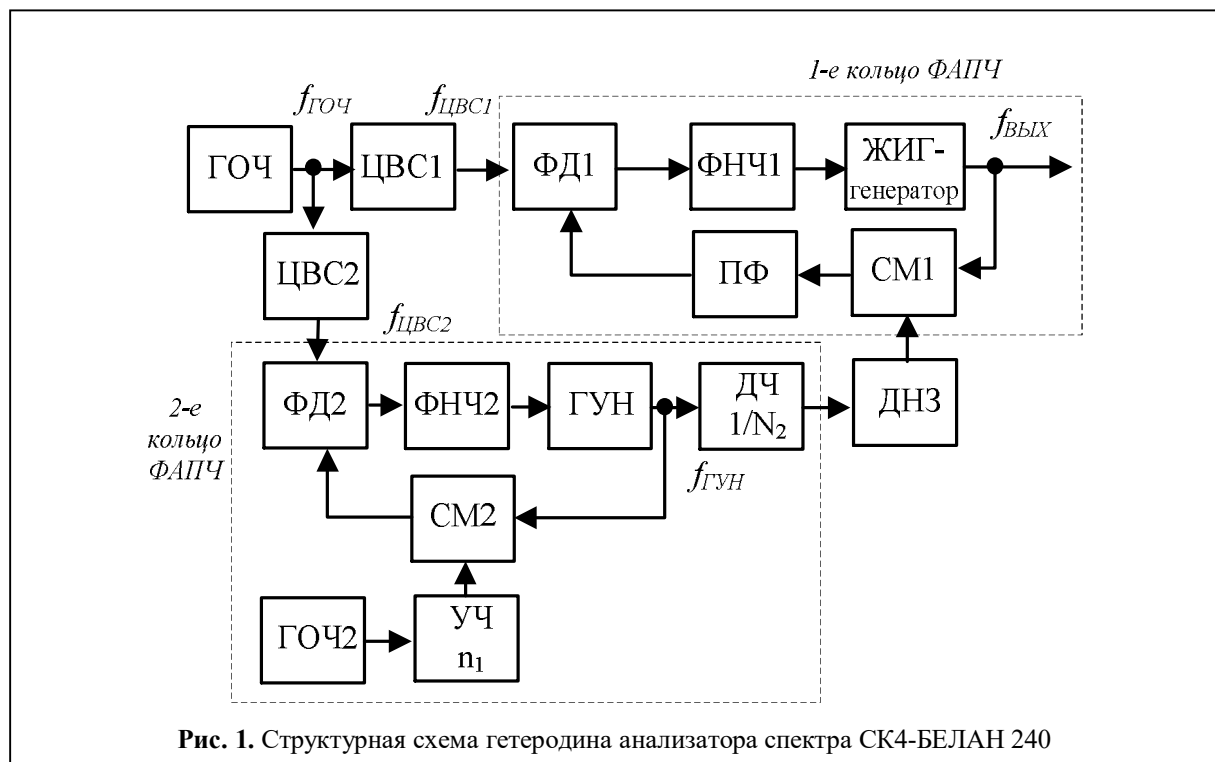 1-е кольцо ФАПЧ
f_ГОЧ
f_ЦВС1
f_ВЫХ
ГОЧ
ЦВС1
ФД1
ФНЧ1
ЖИГ-
генератор
ЦВС2
ПФ
СМ1
f_ЦВС2
2-е
кольцо
ФАПЧ
ФД2
ФНЧ2
ГУН
ДЧ
1/N₂
ДНЗ
f_ГУН
СМ2
ГОЧ2
УЧ
n₁
Рис. 1. Структурная схема гетеродина анализатора спектра СК4-БЕЛАН 240